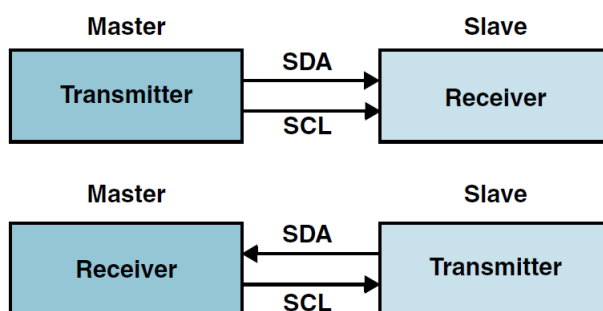 Master Slave
SDA
Transmitter Receiver
SCL
Master Slave
SDA
Receiver Transmitter
SCL